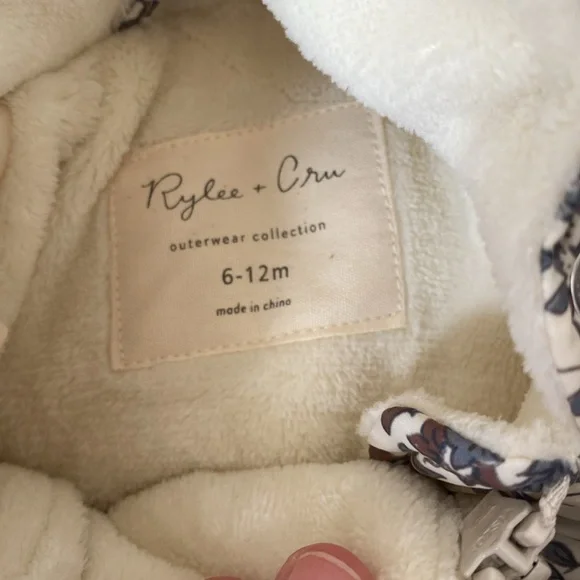 Rylee + Cru
outerwear collection
6-12m
made in china